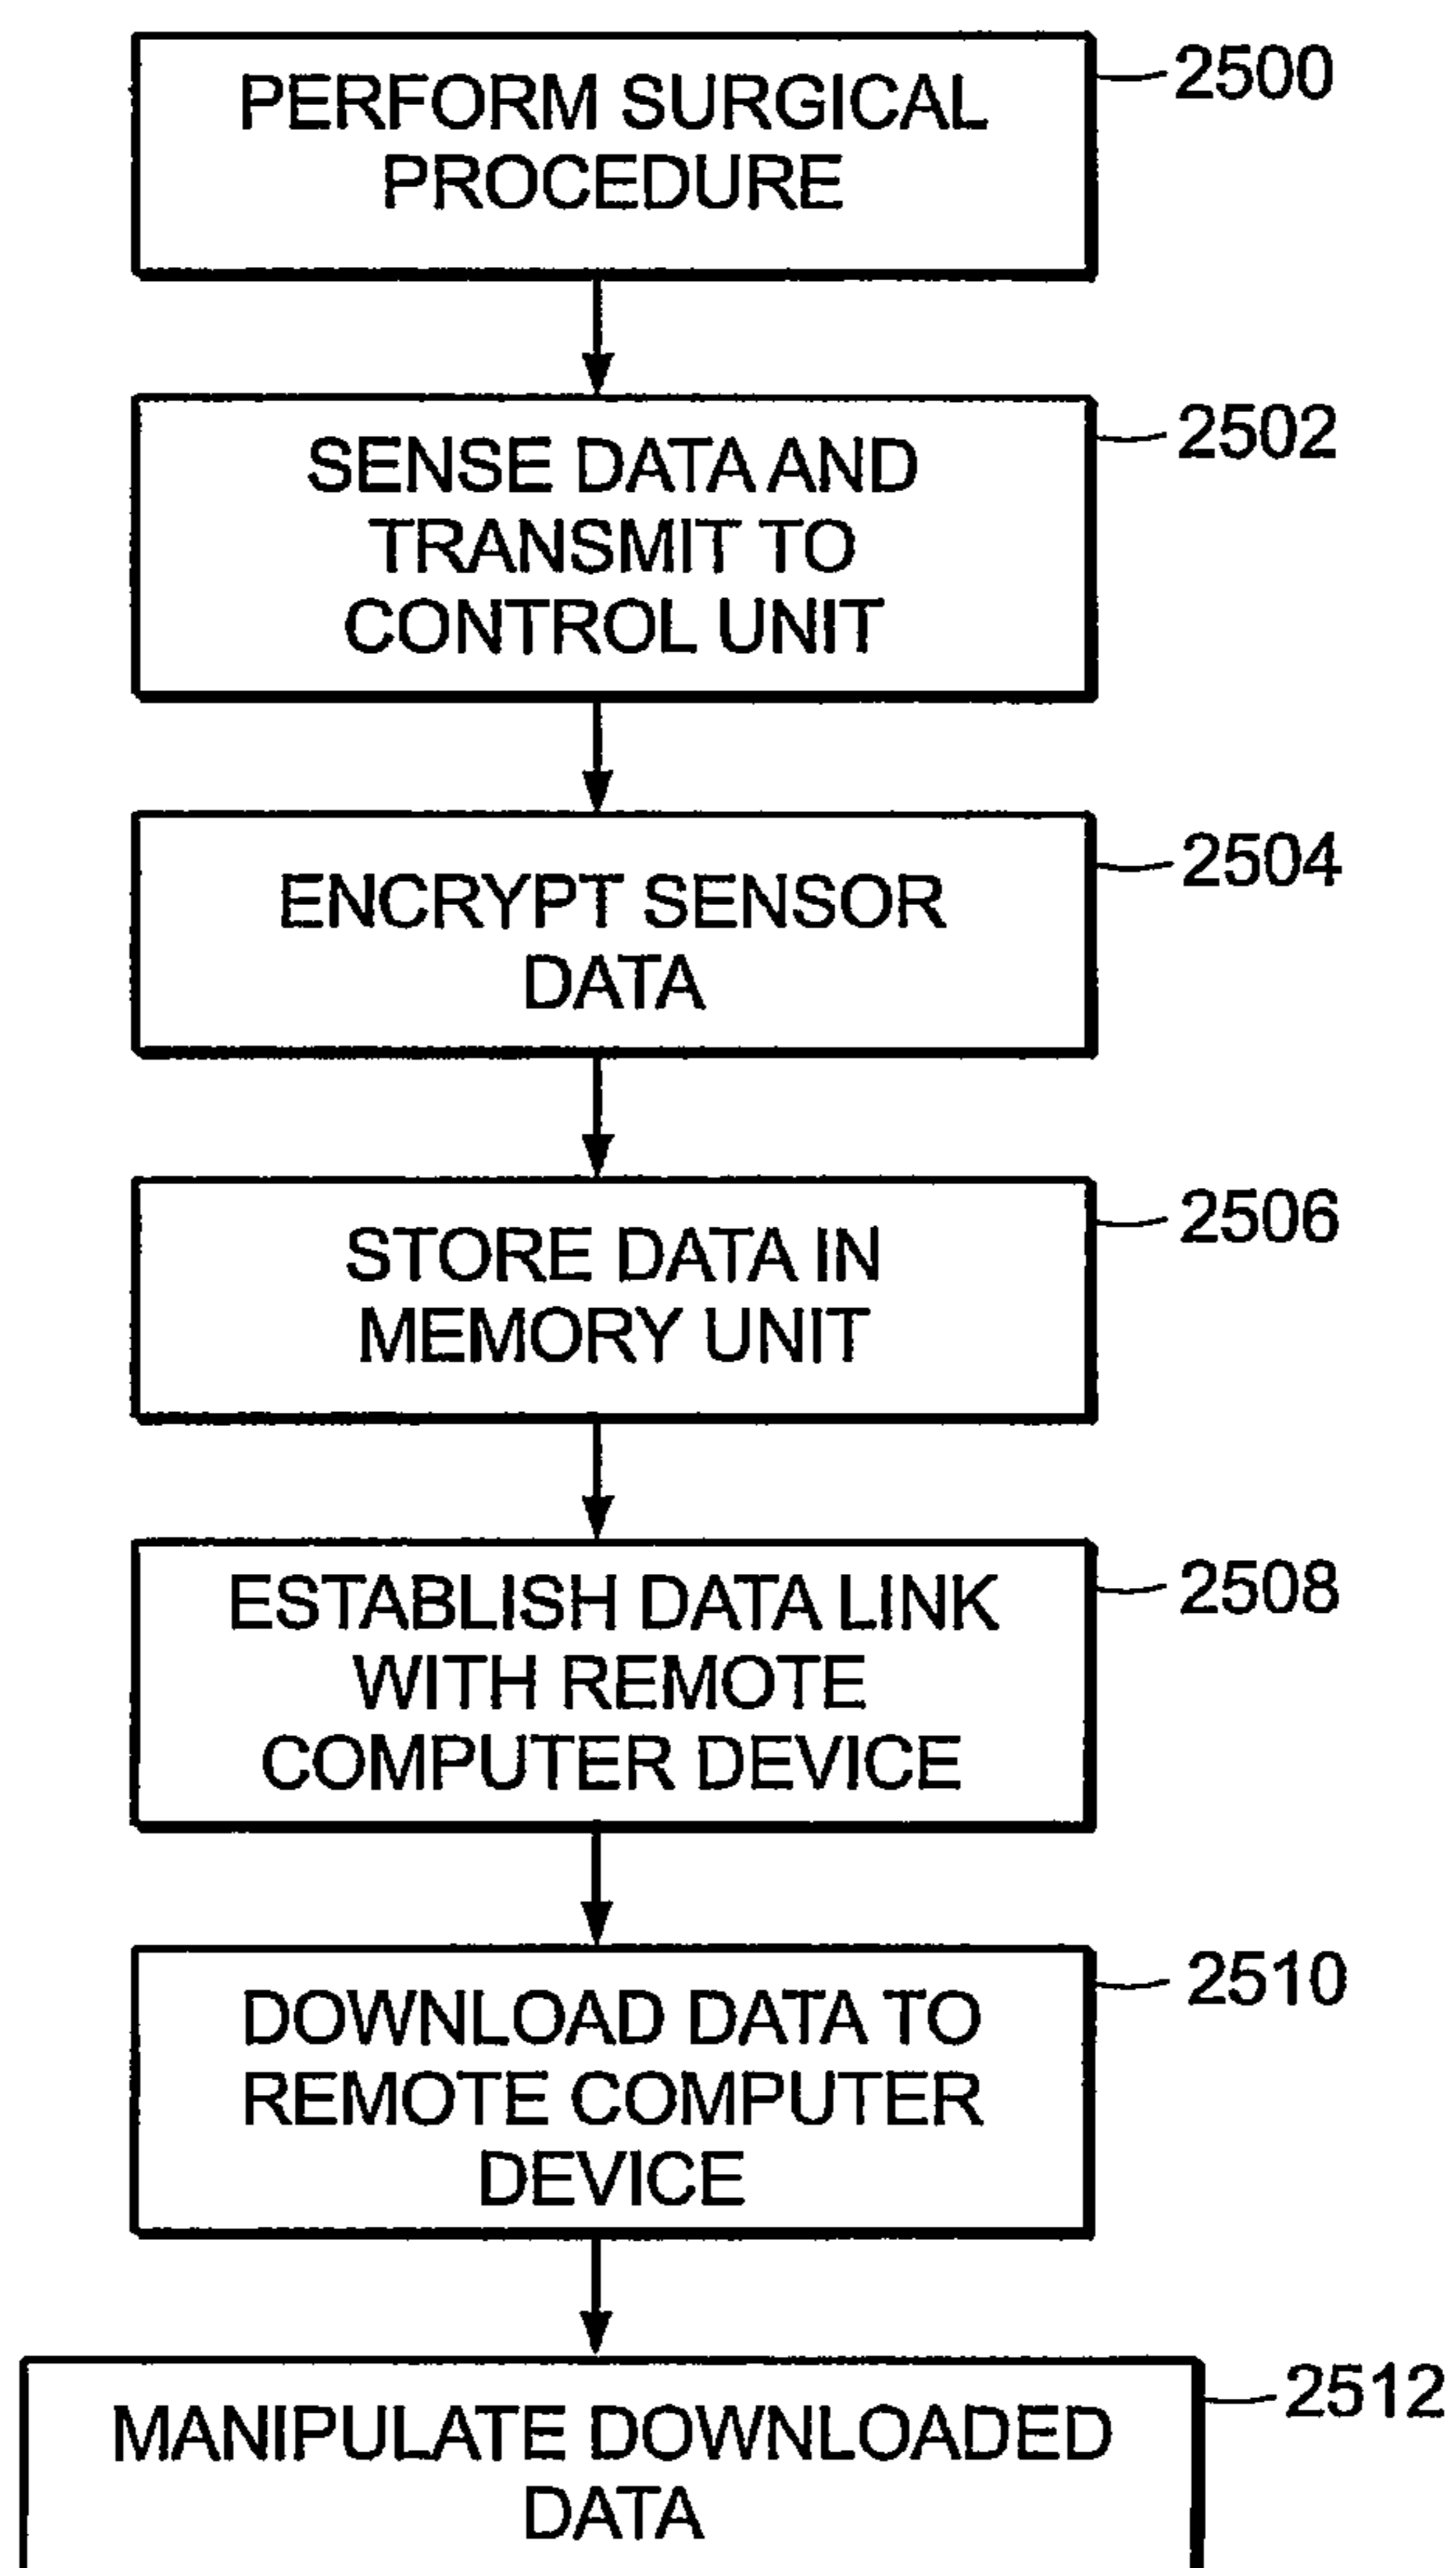 PERFORM SURGICAL
PROCEDURE
2500
SENSE DATA AND
TRANSMIT TO
CONTROL UNIT
2502
ENCRYPT SENSOR
DATA
2504
STORE DATA IN
MEMORY UNIT
2506
ESTABLISH DATA LINK
WITH REMOTE
COMPUTER DEVICE
2508
DOWNLOAD DATA TO
REMOTE COMPUTER
DEVICE
2510
MANIPULATE DOWNLOADED
DATA
2512